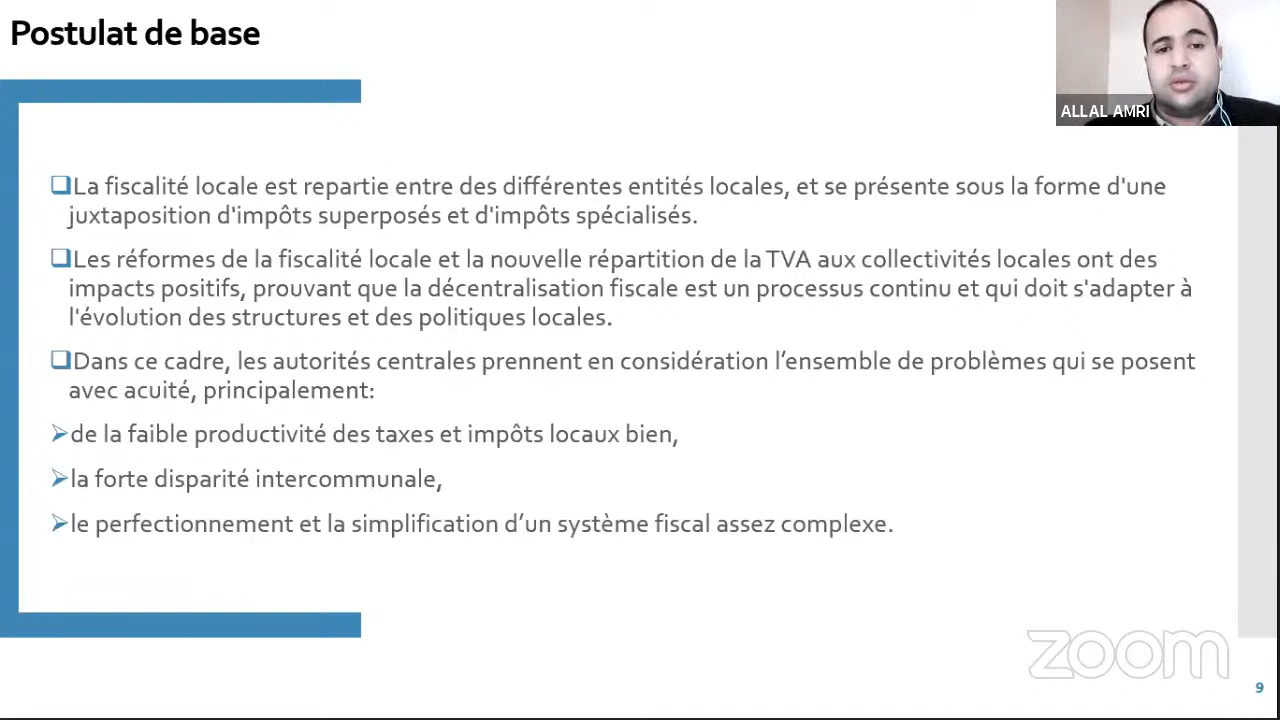 Postulat de base
ALLAL AMRI
La fiscalité locale est repartie entre des différentes entités locales, et se présente sous la forme d'une
juxtaposition d'impôts superposés et d'impôts spécialisés.
Les réformes de la fiscalité locale et la nouvelle répartition de la TVA aux collectivités locales ont des
impacts positifs, prouvant que la décentralisation fiscale est un processus continu et qui doit s'adapter à
l'évolution des structures et des politiques locales.
Dans ce cadre, les autorités centrales prennent en considération l’ensemble de problèmes qui se posent
avec acuité, principalement:
de la faible productivité des taxes et impôts locaux bien,
la forte disparité intercommunale,
le perfectionnement et la simplification d’un système fiscal assez complexe.
zoom
9